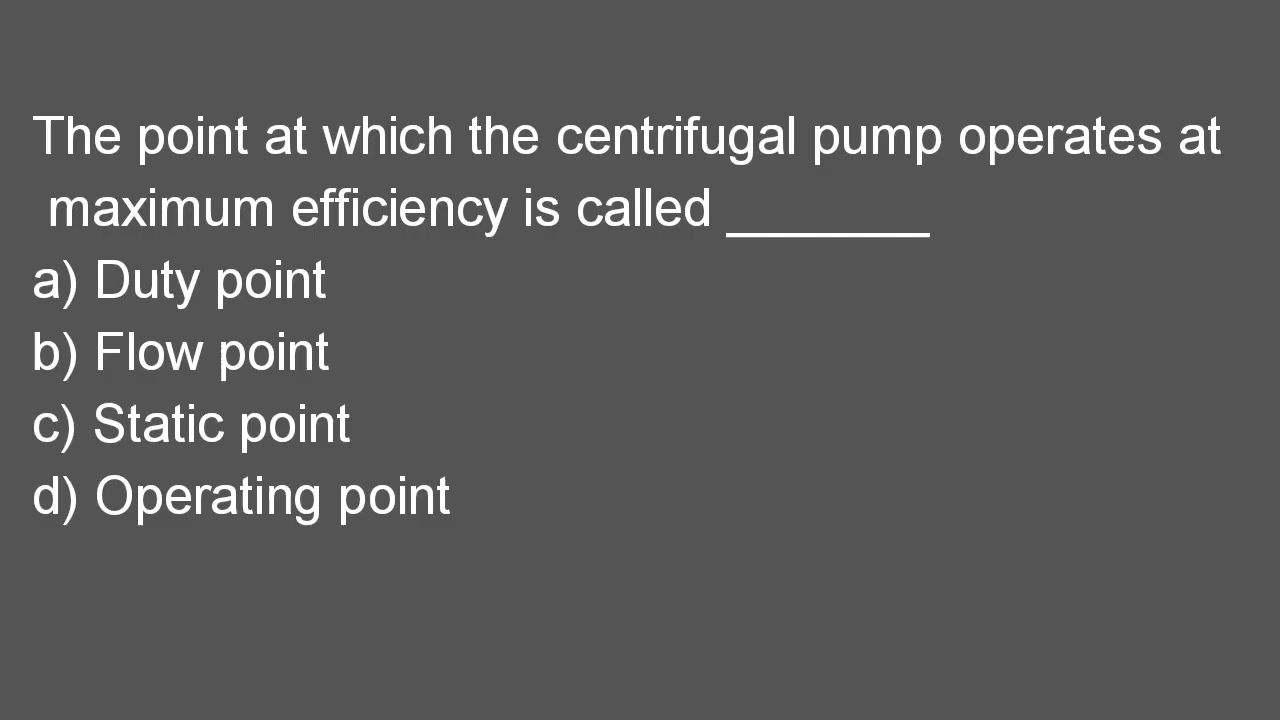 The point at which the centrifugal pump operates at
maximum efficiency is called _______
a) Duty point
b) Flow point
c) Static point
d) Operating point